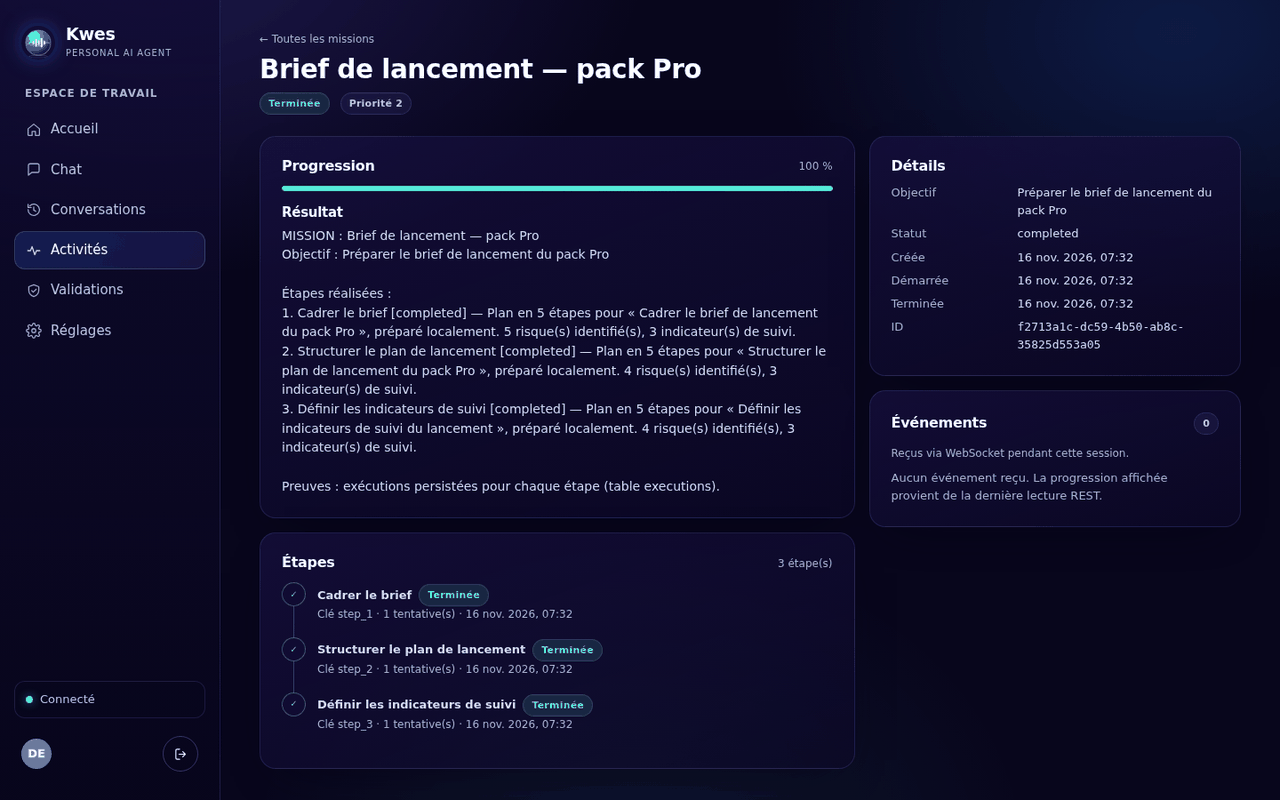 Kwes
PERSONAL AI AGENT
ESPACE DE TRAVAIL
Accueil
Chat
Conversations
Activités
Validations
Réglages
Connecté
DE
← Toutes les missions
Brief de lancement — pack Pro
Terminée
Priorité 2
Progression
100 %
Résultat
MISSION : Brief de lancement — pack Pro
Objectif : Préparer le brief de lancement du pack Pro
Étapes réalisées :
1. Cadrer le brief [completed] — Plan en 5 étapes pour « Cadrer le brief de lancement
du pack Pro », préparé localement. 5 risque(s) identifié(s), 3 indicateur(s) de suivi.
2. Structurer le plan de lancement [completed] — Plan en 5 étapes pour « Structurer le
plan de lancement du pack Pro », préparé localement. 4 risque(s) identifié(s), 3
indicateur(s) de suivi.
3. Définir les indicateurs de suivi [completed] — Plan en 5 étapes pour « Définir les
indicateurs de suivi du lancement », préparé localement. 4 risque(s) identifié(s), 3
indicateur(s) de suivi.
Preuves : exécutions persistées pour chaque étape (table executions).
Étapes
3 étape(s)
Cadrer le brief Terminée
Clé step_1 · 1 tentative(s) · 16 nov. 2026, 07:32
Structurer le plan de lancement Terminée
Clé step_2 · 1 tentative(s) · 16 nov. 2026, 07:32
Définir les indicateurs de suivi Terminée
Clé step_3 · 1 tentative(s) · 16 nov. 2026, 07:32
Détails
Objectif Préparer le brief de lancement du
pack Pro
Statut completed
Créée 16 nov. 2026, 07:32
Démarrée 16 nov. 2026, 07:32
Terminée 16 nov. 2026, 07:32
ID f2713a1c-dc59-4b50-ab8c-
35825d553a05
Événements
0
Reçus via WebSocket pendant cette session.
Aucun événement reçu. La progression affichée
provient de la dernière lecture REST.